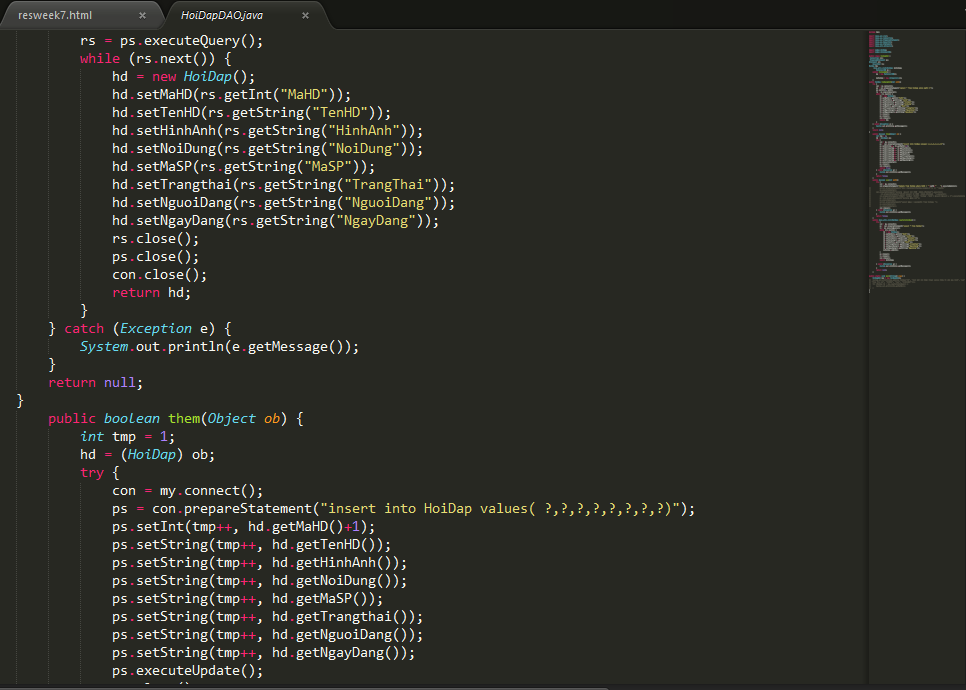 resweek7.html × HoiDapDAO.java ×
rs = ps.executeQuery();
while (rs.next()) {
hd = new HoiDap();
hd.setMaHD(rs.getInt("MaHD"));
hd.setTenHD(rs.getString("TenHD"));
hd.setHinhAnh(rs.getString("HinhAnh"));
hd.setNoiDung(rs.getString("NoiDung"));
hd.setMaSP(rs.getString("MaSP"));
hd.setTrangthai(rs.getString("TrangThai"));
hd.setNguoiDang(rs.getString("NguoiDang"));
hd.setNgayDang(rs.getString("NgayDang"));
rs.close();
ps.close();
con.close();
return hd;
}
} catch (Exception e) {
System.out.println(e.getMessage());
}
return null;
}
public boolean them(Object ob) {
int tmp = 1;
hd = (HoiDap) ob;
try {
con = my.connect();
ps = con.prepareStatement("insert into HoiDap values( ?,?,?,?,?,?,?,?)");
ps.setInt(tmp++, hd.getMaHD()+1);
ps.setString(tmp++, hd.getTenHD());
ps.setString(tmp++, hd.getHinhAnh());
ps.setString(tmp++, hd.getNoiDung());
ps.setString(tmp++, hd.getMaSP());
ps.setString(tmp++, hd.getTrangthai());
ps.setString(tmp++, hd.getNguoiDang());
ps.setString(tmp++, hd.getNgayDang());
ps.executeUpdate();